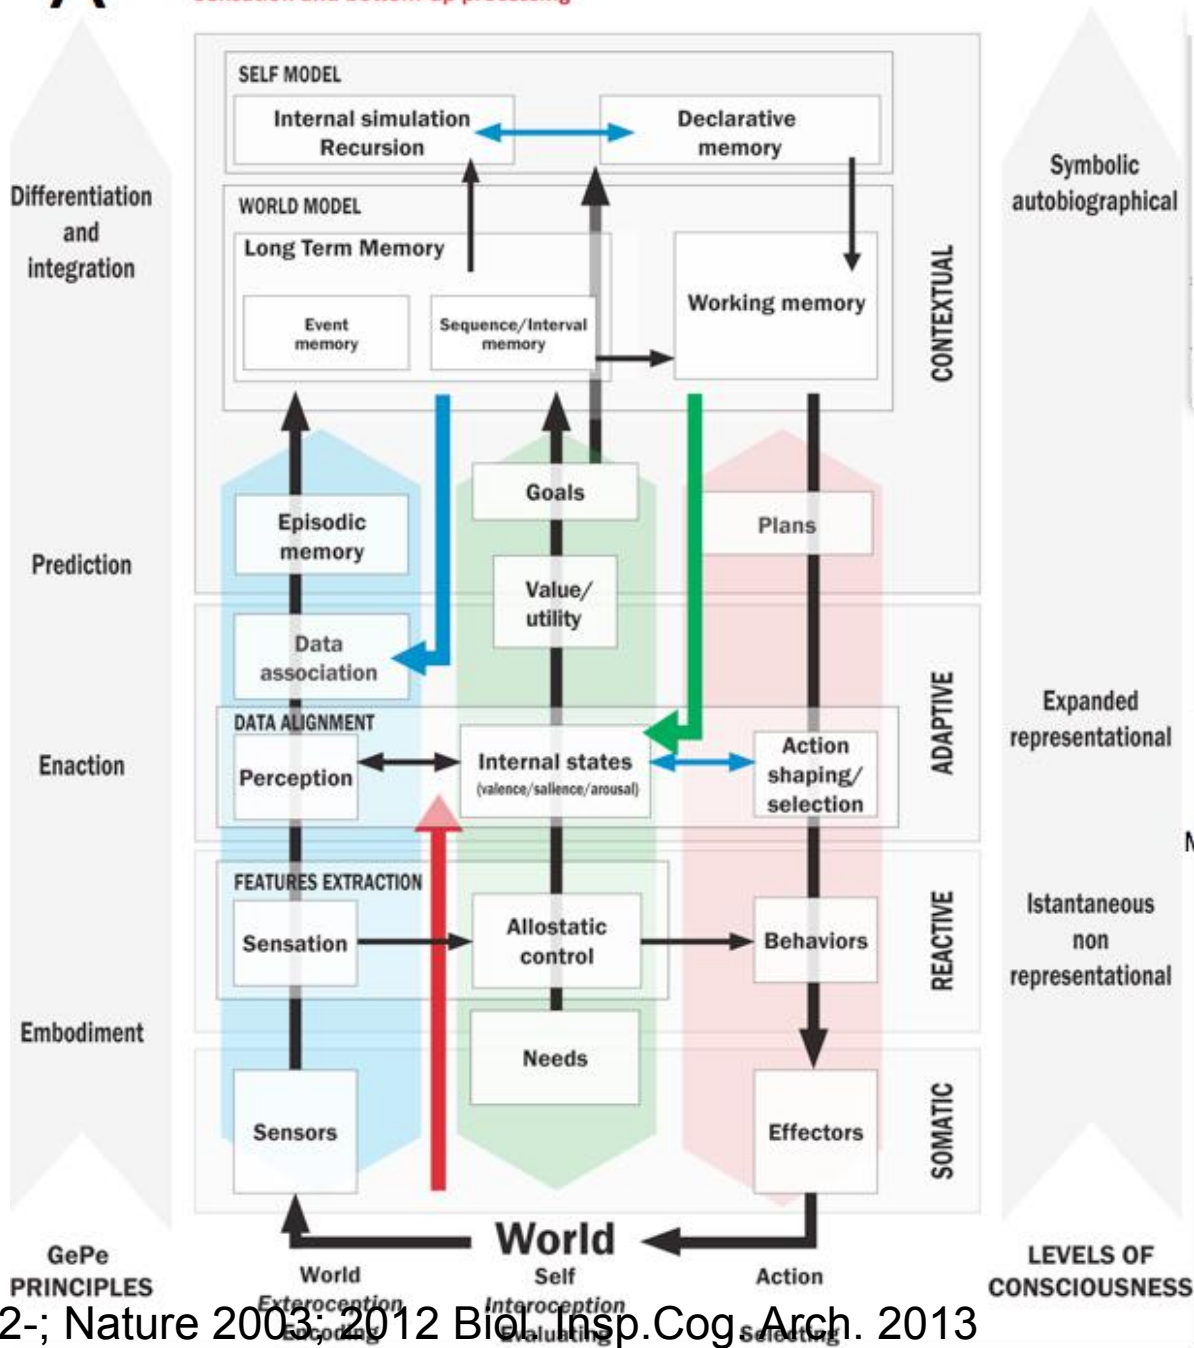 SELF MODEL
Internal simulation
Recursion
Declarative
memory
WORLD MODEL
Long Term Memory
Event
memory
Sequence/Interval
memory
Working memory
CONTEXTUAL
Goals
Episodic
memory
Plans
Value/
utility
Data
association
ADAPTIVE
DATA ALIGNMENT
Perception
Internal states
(valence/salience/arousal)
Action
shaping/
selection
FEATURES EXTRACTION
Sensation
Allostatic
control
Behaviors
REACTIVE
Needs
Sensors
Effectors
SOMATIC
World
World
Exteroception
Encoding
Self
Interoception
Evaluating
Action
Selecting
Differentiation
and
integration
Prediction
Enaction
Embodiment
GePe
PRINCIPLES
Symbolic
autobiographical
Expanded
representational
Istantaneous
non
representational
LEVELS OF
CONSCIOUSNESS
2-; Nature 2003; 2012 Biol. Insp.Cog. Arch. 2013